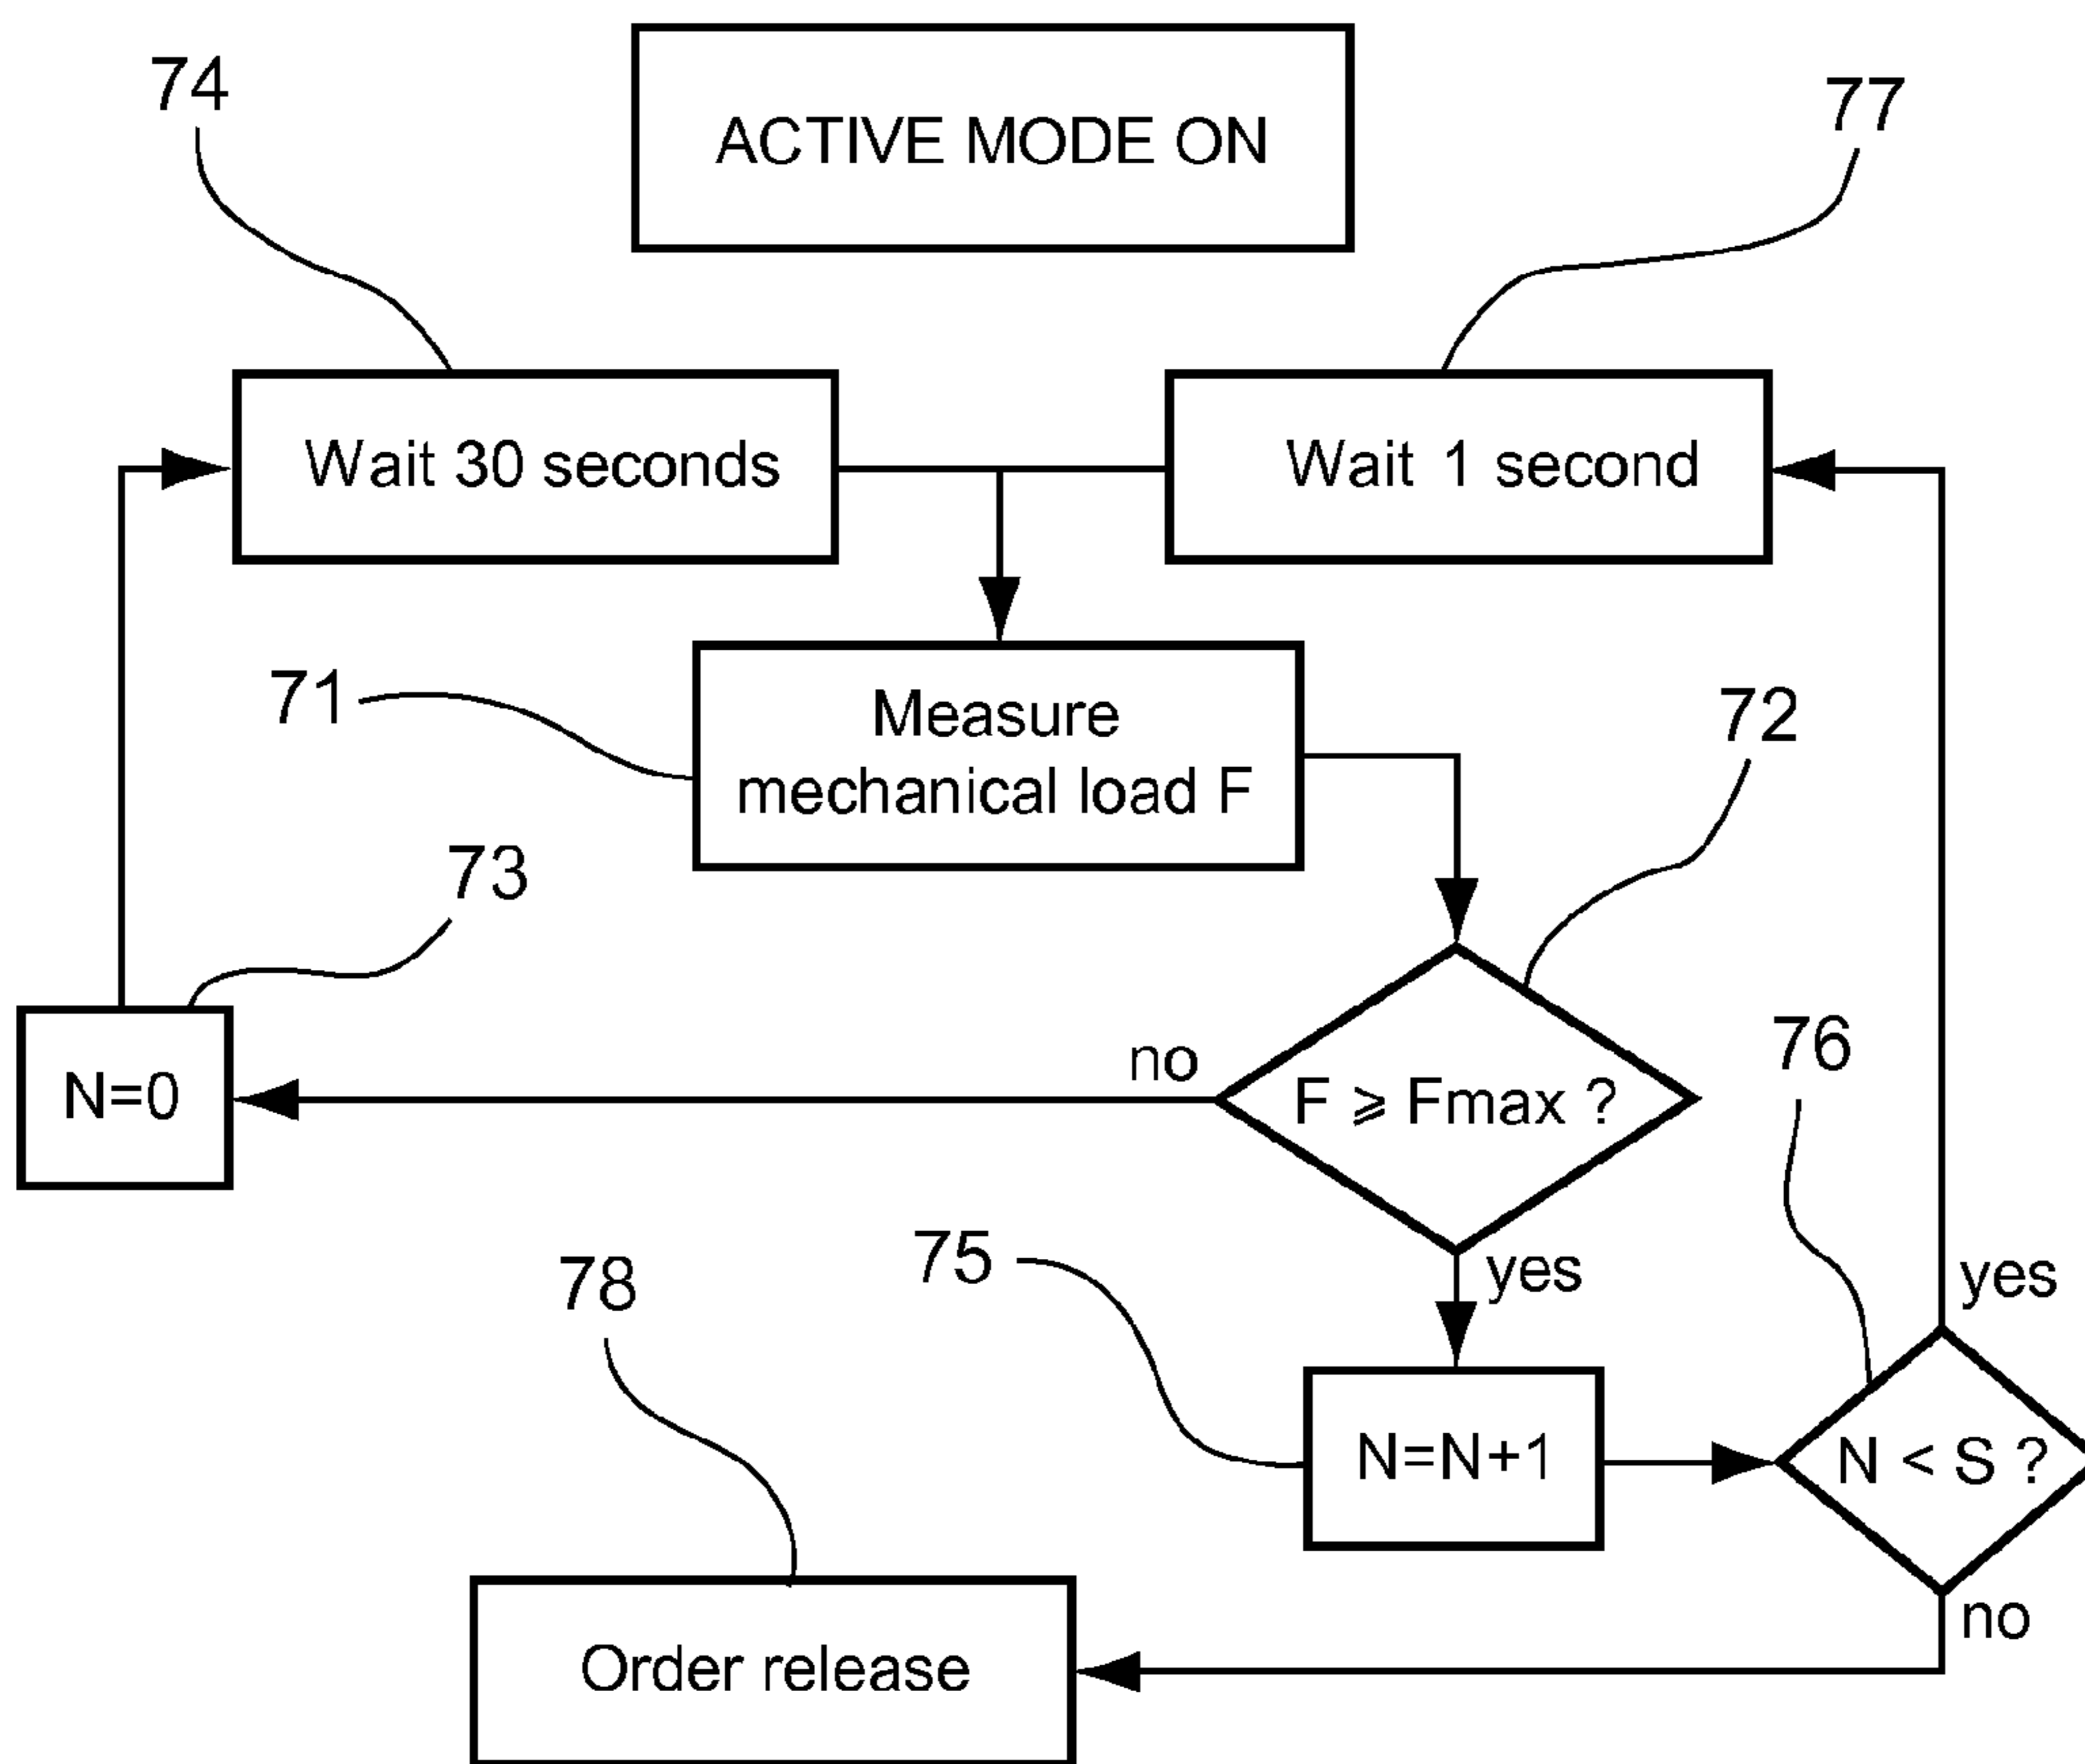 ACTIVE MODE ON
74
77
Wait 30 seconds
Wait 1 second
71
Measure
mechanical load F
72
73
N=0
no
F ⩾ Fmax ?
76
yes
75
78
N=N+1
N < S ?
yes
no
Order release